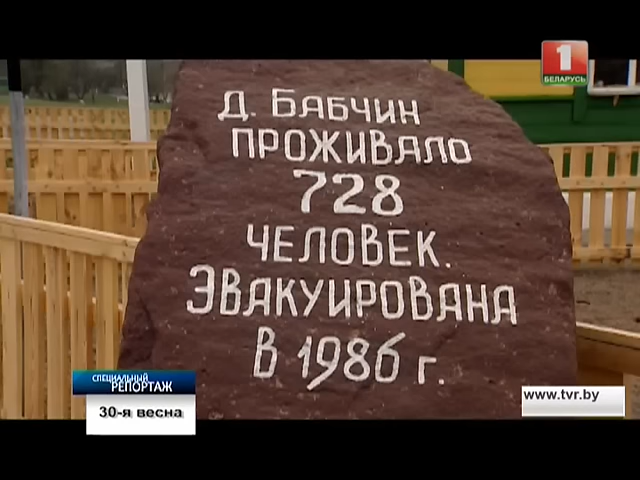 1
БЕЛАРУСЬ
Д. БАБЧИН
ПРОЖИВАЛО
728
ЧЕЛОВЕК.
ЭВАКУИРОВАНА
В 1986 г.
СПЕЦИАЛЬНЫЙ
РЕПОРТАЖ
30-я весна
www.tvr.by